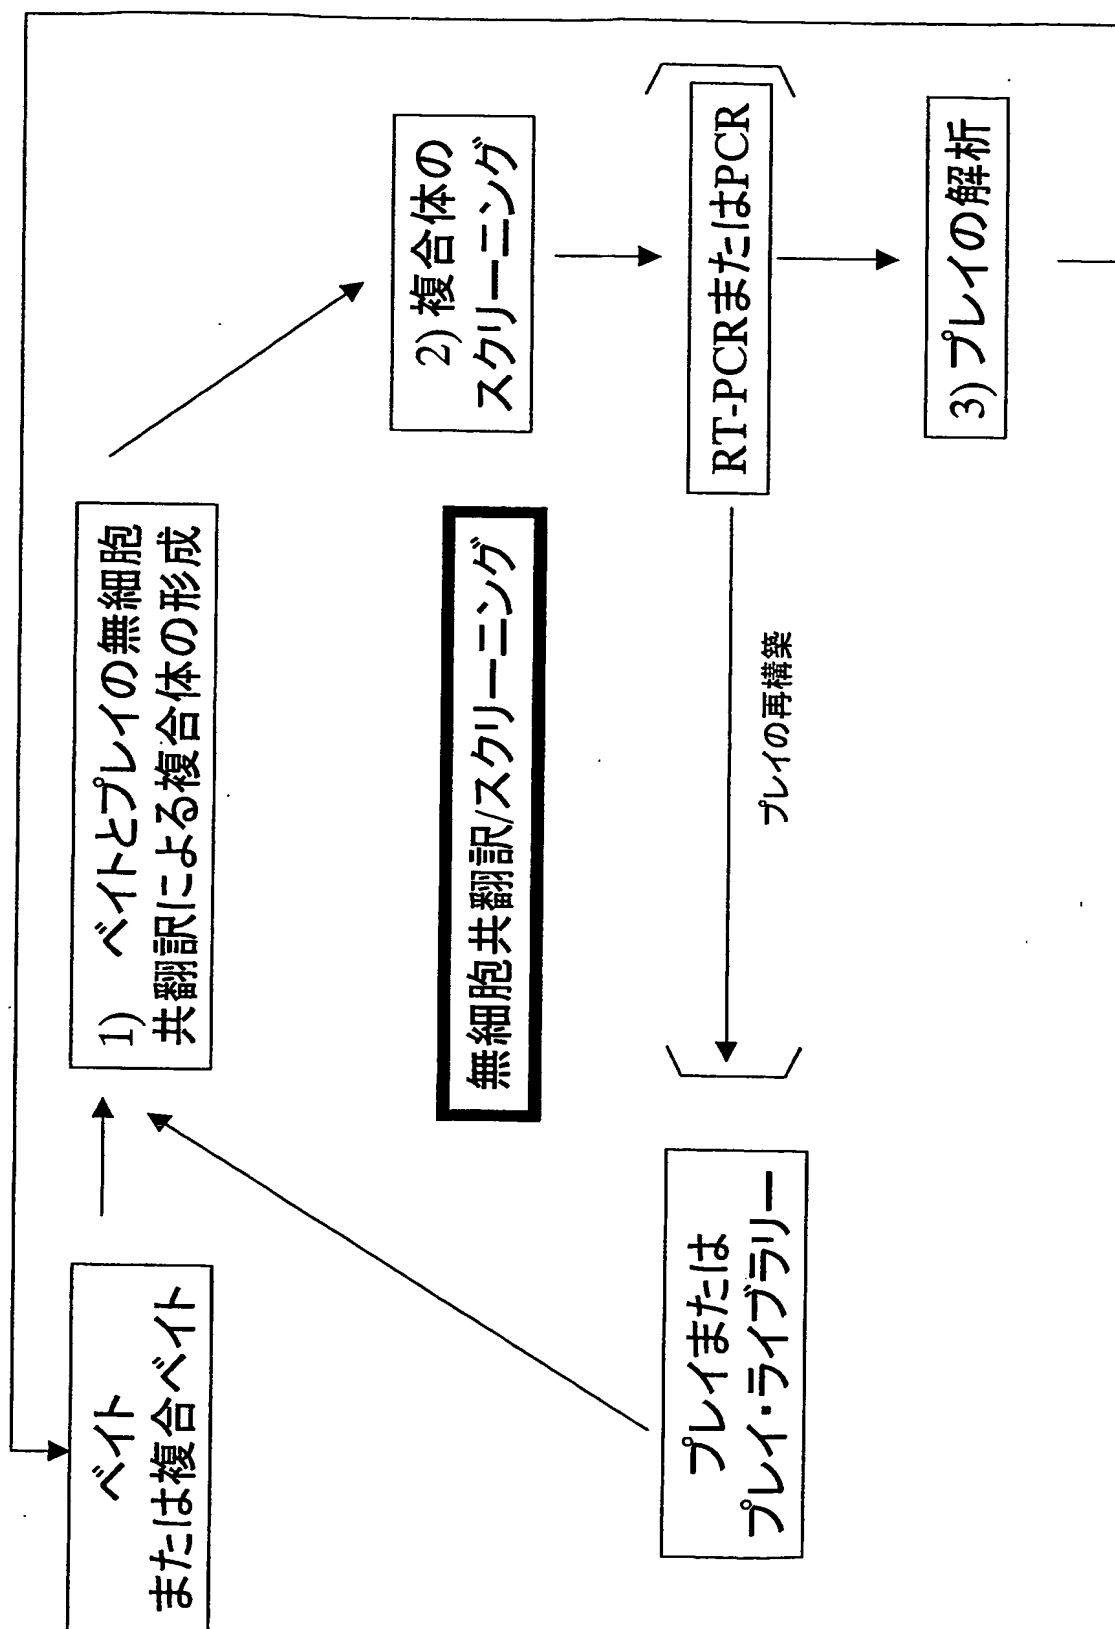 ベイト
または複合ベイト
1) ベイトとプレイの無細胞
共翻訳による複合体の形成
2) 複合体の
スクリーニング
無細胞共翻訳/スクリーニング
プレイまたは
プレイ・ライブラリー
プレイの再構築
RT-PCRまたはPCR
3) プレイの解析